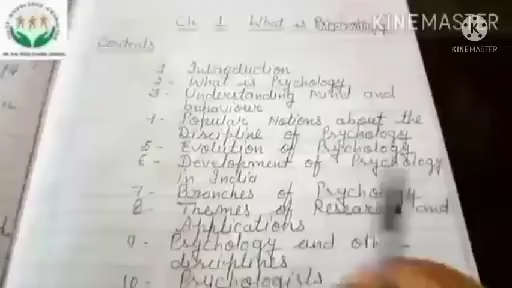 Ch 1 What is Psychology
KINEMASTER
KINEMASTER
Contents
1 Introduction
2- What is Psychology
3- Understanding Mind and
behaviour
4- Popular Notions about the
Discipline of Psychology
5 Evolution of Psychology
6- Development of Psychology
in India
7- Branches of Psychology
8- Themes of Research and
Applications
9- Psychology and other
disciplines
10- Psychologists